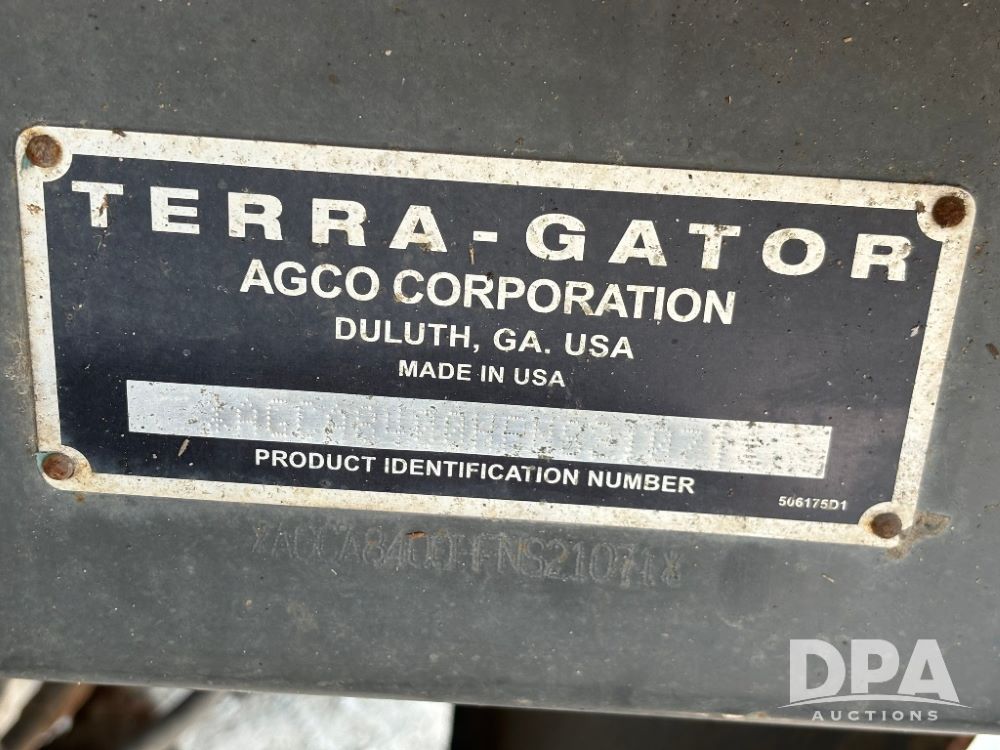 TERRA-GATOR
AGCO CORPORATION
DULUTH, GA. USA
MADE IN USA
PRODUCT IDENTIFICATION NUMBER
506175D1
DPA
AUCTIONS